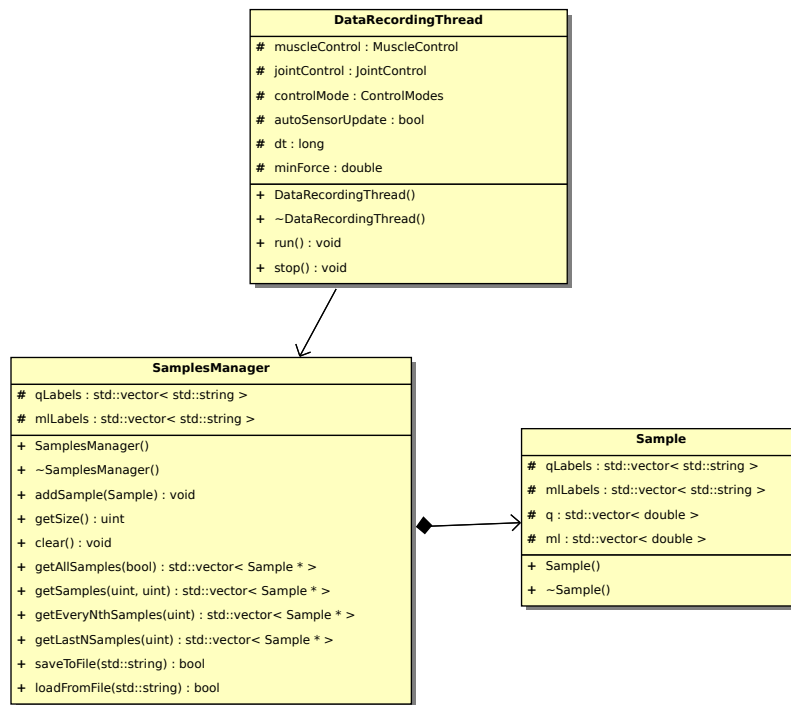 DataRecordingThread
# muscleControl : MuscleControl
# jointControl : JointControl
# controlMode : ControlModes
# autoSensorUpdate : bool
# dt : long
# minForce : double
+ DataRecordingThread()
+ ~DataRecordingThread()
+ run() : void
+ stop() : void
SamplesManager
# qLabels : std::vector< std::string >
# mlLabels : std::vector< std::string >
+ SamplesManager()
+ ~SamplesManager()
+ addSample(Sample) : void
+ getSize() : uint
+ clear() : void
+ getAllSamples(bool) : std::vector< Sample * >
+ getSamples(uint, uint) : std::vector< Sample * >
+ getEveryNthSamples(uint) : std::vector< Sample * >
+ getLastNSamples(uint) : std::vector< Sample * >
+ saveToFile(std::string) : bool
+ loadFromFile(std::string) : bool
Sample
# qLabels : std::vector< std::string >
# mlLabels : std::vector< std::string >
# q : std::vector< double >
# ml : std::vector< double >
+ Sample()
+ ~Sample()